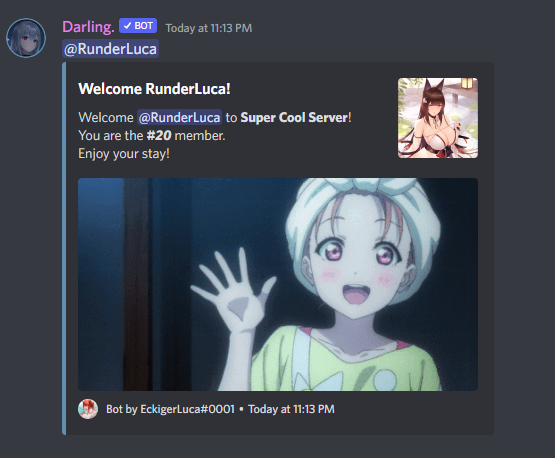 Darling. ✓ BOT Today at 11:13 PM
@RunderLuca
Welcome RunderLuca!
Welcome @RunderLuca to Super Cool Server!
You are the #20 member.
Enjoy your stay!
Bot by EckigerLuca#0001 • Today at 11:13 PM